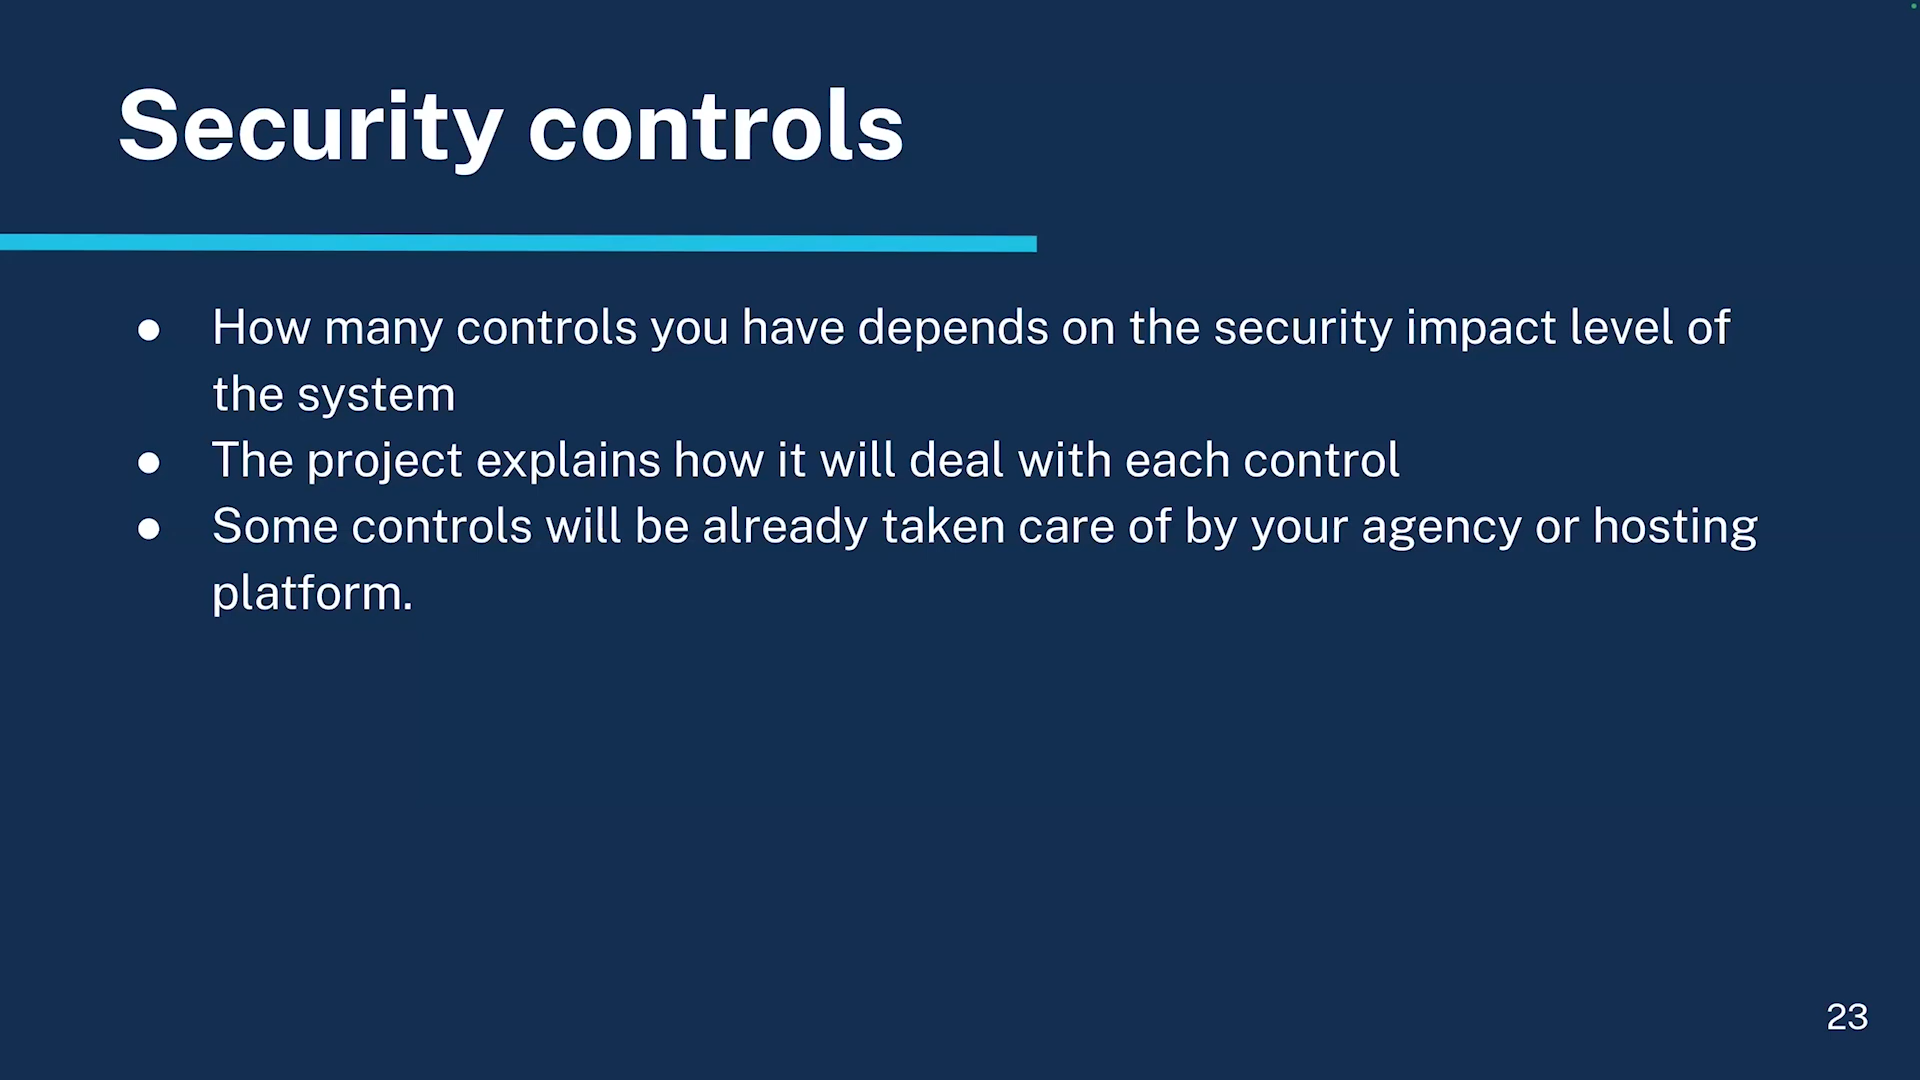 Security controls
● How many controls you have depends on the security impact level of
the system
● The project explains how it will deal with each control
● Some controls will be already taken care of by your agency or hosting
platform.
23